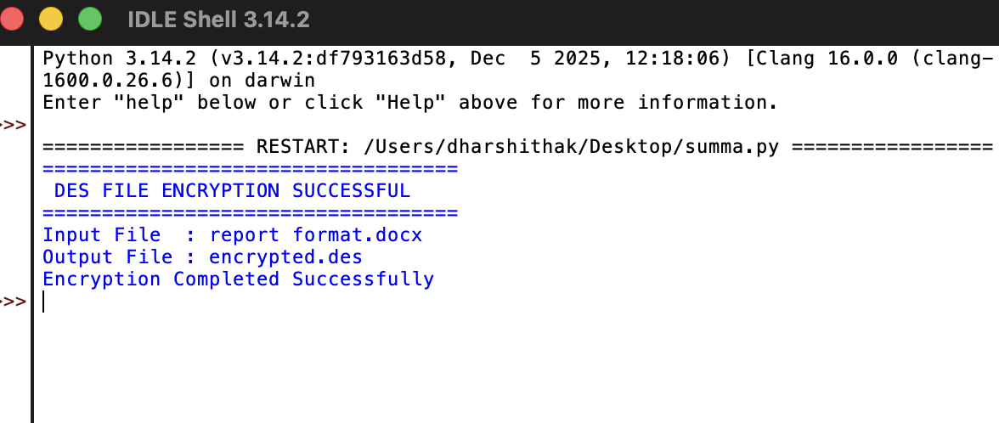 IDLE Shell 3.14.2
Python 3.14.2 (v3.14.2:df793163d58, Dec  5 2025, 12:18:06) [Clang 16.0.0 (clang-
1600.0.26.6)] on darwin
Enter "help" below or click "Help" above for more information.
>>>
================= RESTART: /Users/dharshithak/Desktop/summa.py =================
===================================
 DES FILE ENCRYPTION SUCCESSFUL
===================================
Input File  : report format.docx
Output File : encrypted.des
Encryption Completed Successfully
>>>